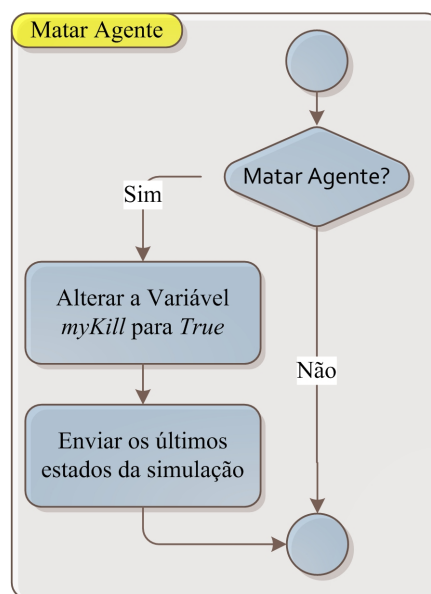 Matar Agente
Matar Agente?
Sim
Alterar a Variável
myKill para True
Não
Enviar os últimos
estados da simulação